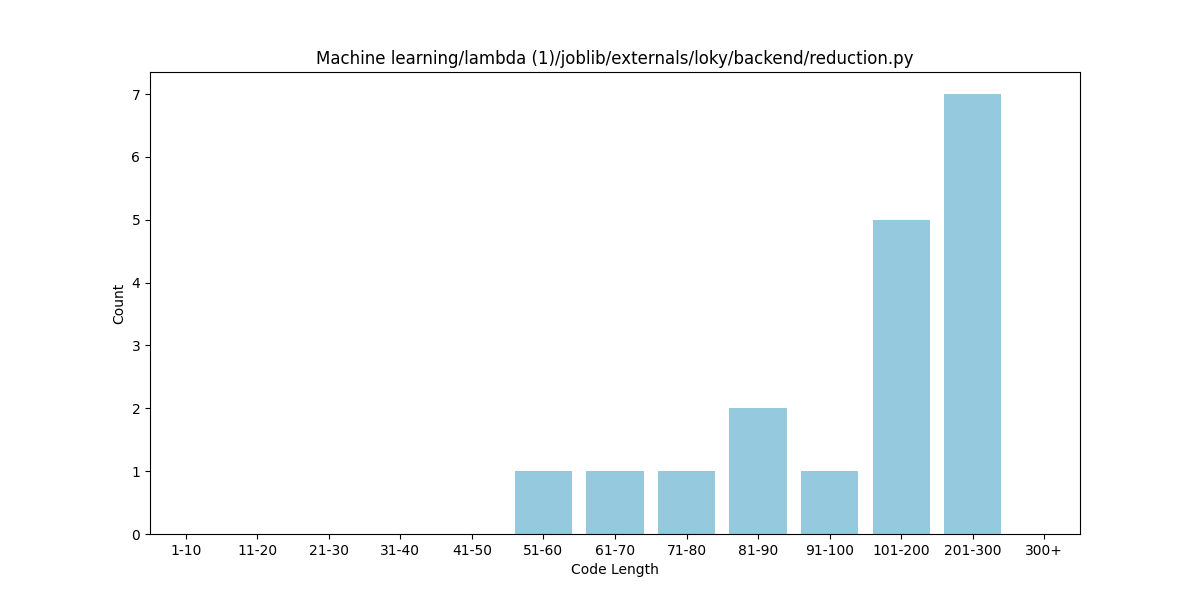 Machine learning/lambda (1)/joblib/externals/loky/backend/reduction.py
7
6
5
4
3
2
1
0
Count
1-10 11-20 21-30 31-40 41-50 51-60 61-70 71-80 81-90 91-100 101-200 201-300 300+
Code Length